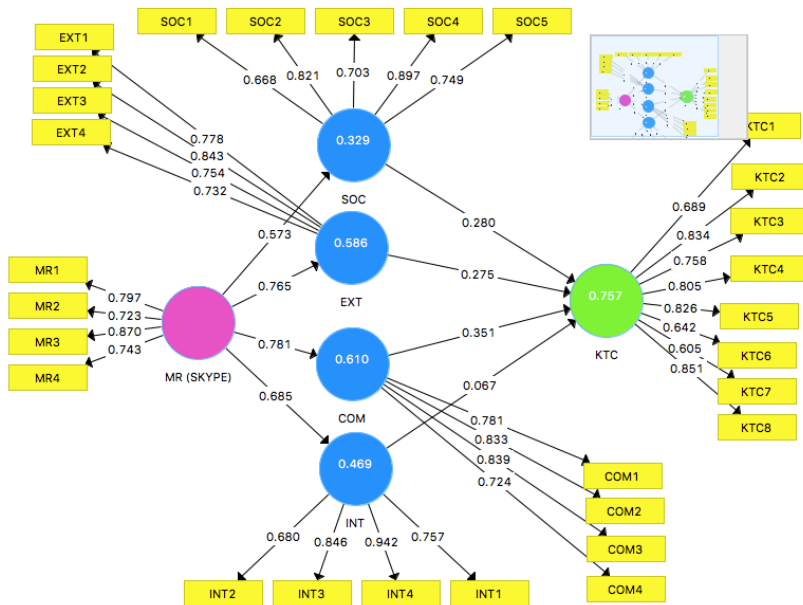 SOC1
SOC2
SOC3
SOC4
SOC5
EXT1
EXT2
EXT3
EXT4
0.668
0.821
0.703
0.897
0.749
0.778
0.843
0.754
0.732
0.329
SOC
KTC1
KTC2
KTC3
KTC4
KTC5
KTC6
KTC7
KTC8
0.573
0.586
EXT
0.280
0.275
0.689
0.834
0.758
0.805
0.826
0.642
0.605
0.851
MR1
MR2
MR3
MR4
0.797
0.723
0.870
0.743
0.765
0.781
0.685
MR (SKYPE)
0.757
KTC
0.351
0.067
0.610
COM
0.781
0.833
0.839
0.724
0.469
INT
COM1
COM2
COM3
COM4
0.680
0.846
0.942
0.757
INT2
INT3
INT4
INT1